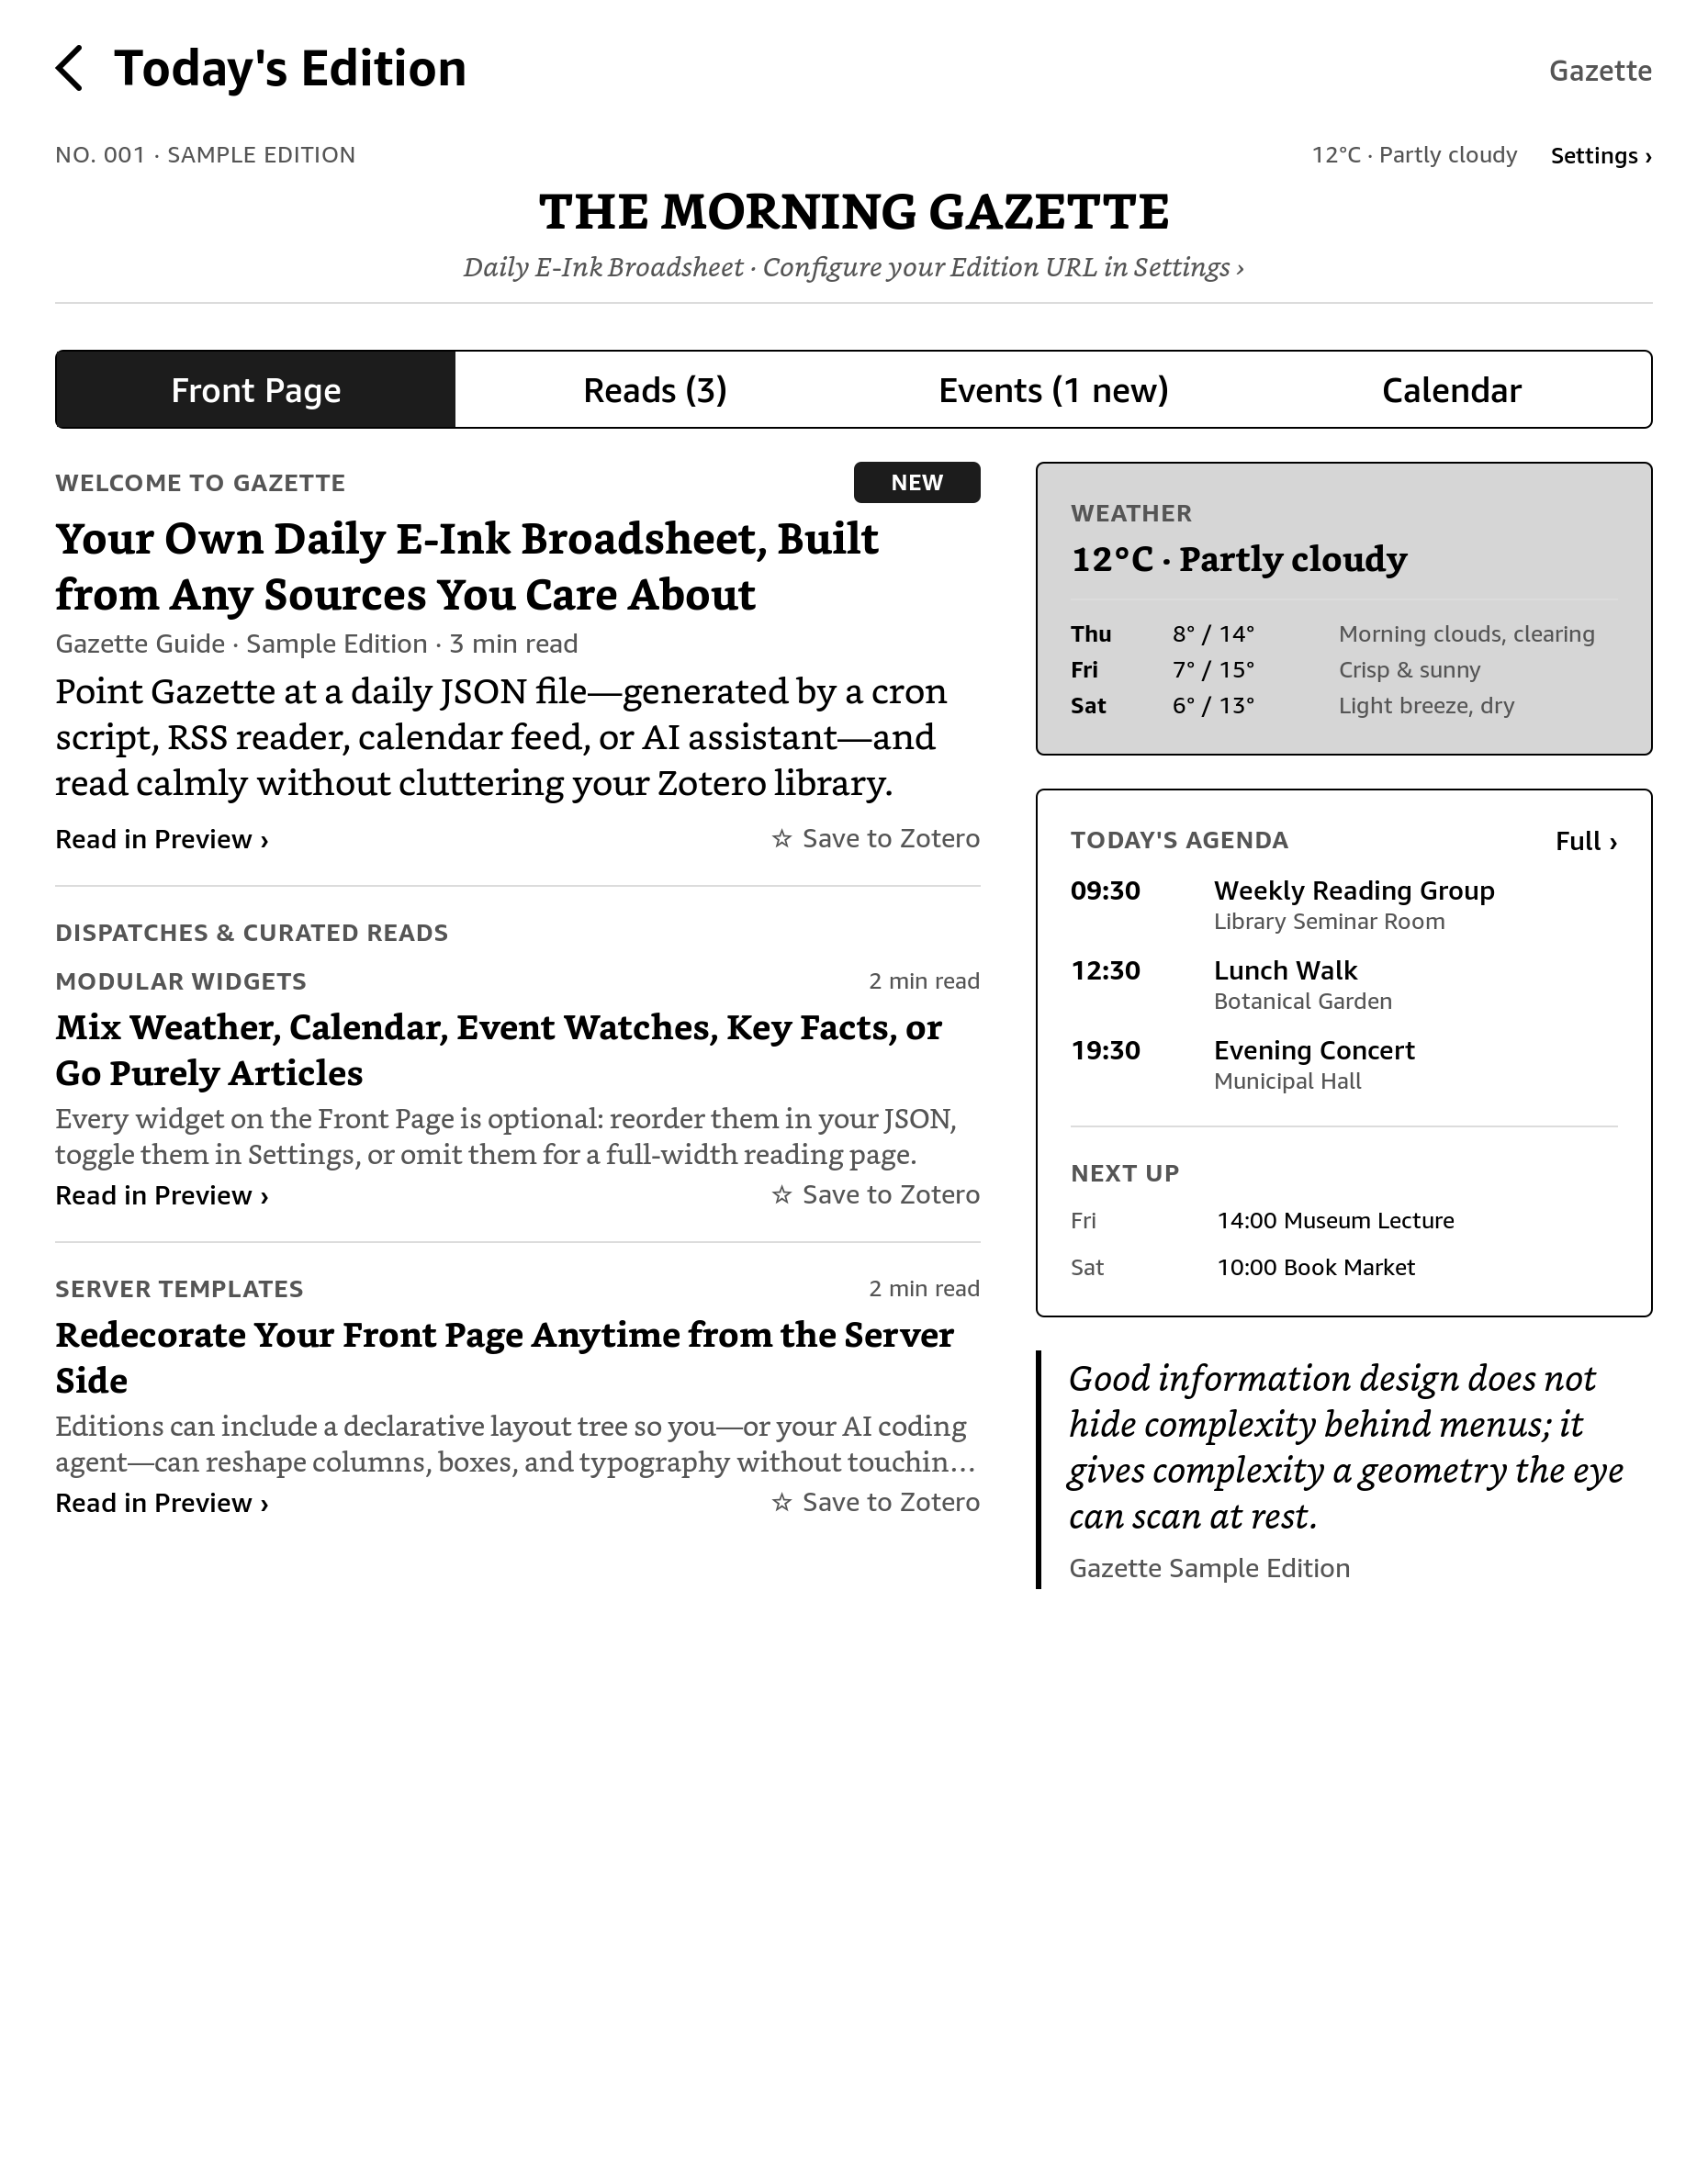 Today's Edition
Gazette
NO. 001 · SAMPLE EDITION
12°C · Partly cloudy
Settings ›
THE MORNING GAZETTE
Daily E-Ink Broadsheet · Configure your Edition URL in Settings ›
Front Page
Reads (3)
Events (1 new)
Calendar
WELCOME TO GAZETTE
NEW
Your Own Daily E-Ink Broadsheet, Built
from Any Sources You Care About
Gazette Guide · Sample Edition · 3 min read
Point Gazette at a daily JSON file—generated by a cron
script, RSS reader, calendar feed, or AI assistant—and
read calmly without cluttering your Zotero library.
Read in Preview ›
☆ Save to Zotero
DISPATCHES & CURATED READS
MODULAR WIDGETS
2 min read
Mix Weather, Calendar, Event Watches, Key Facts, or
Go Purely Articles
Every widget on the Front Page is optional: reorder them in your JSON,
toggle them in Settings, or omit them for a full-width reading page.
Read in Preview ›
☆ Save to Zotero
SERVER TEMPLATES
2 min read
Redecorate Your Front Page Anytime from the Server
Side
Editions can include a declarative layout tree so you—or your AI coding
agent—can reshape columns, boxes, and typography without touchin…
Read in Preview ›
☆ Save to Zotero
WEATHER
12°C · Partly cloudy
Thu 8° / 14° Morning clouds, clearing
Fri 7° / 15° Crisp & sunny
Sat 6° / 13° Light breeze, dry
TODAY'S AGENDA
Full ›
09:30 Weekly Reading Group
Library Seminar Room
12:30 Lunch Walk
Botanical Garden
19:30 Evening Concert
Municipal Hall
NEXT UP
Fri 14:00 Museum Lecture
Sat 10:00 Book Market
Good information design does not
hide complexity behind menus; it
gives complexity a geometry the eye
can scan at rest.
Gazette Sample Edition